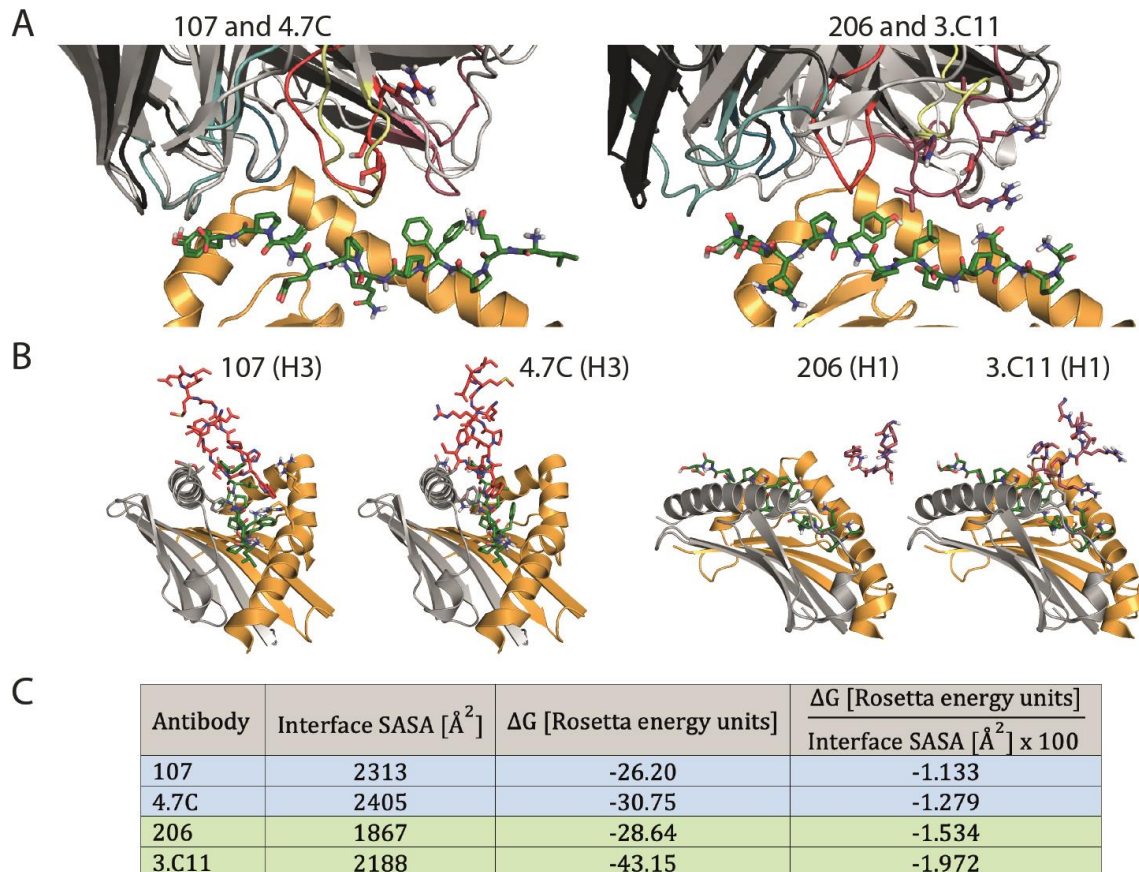 A
107 and 4.7C
206 and 3.C11
B
107 (H3)
4.7C (H3)
206 (H1)
3.C11 (H1)
C
Antibody Interface SASA [Å²] ΔG [Rosetta energy units] ΔG [Rosetta energy units]
Interface SASA [Å²] x 100
107 2313 -26.20 -1.133
4.7C 2405 -30.75 -1.279
206 1867 -28.64 -1.534
3.C11 2188 -43.15 -1.972